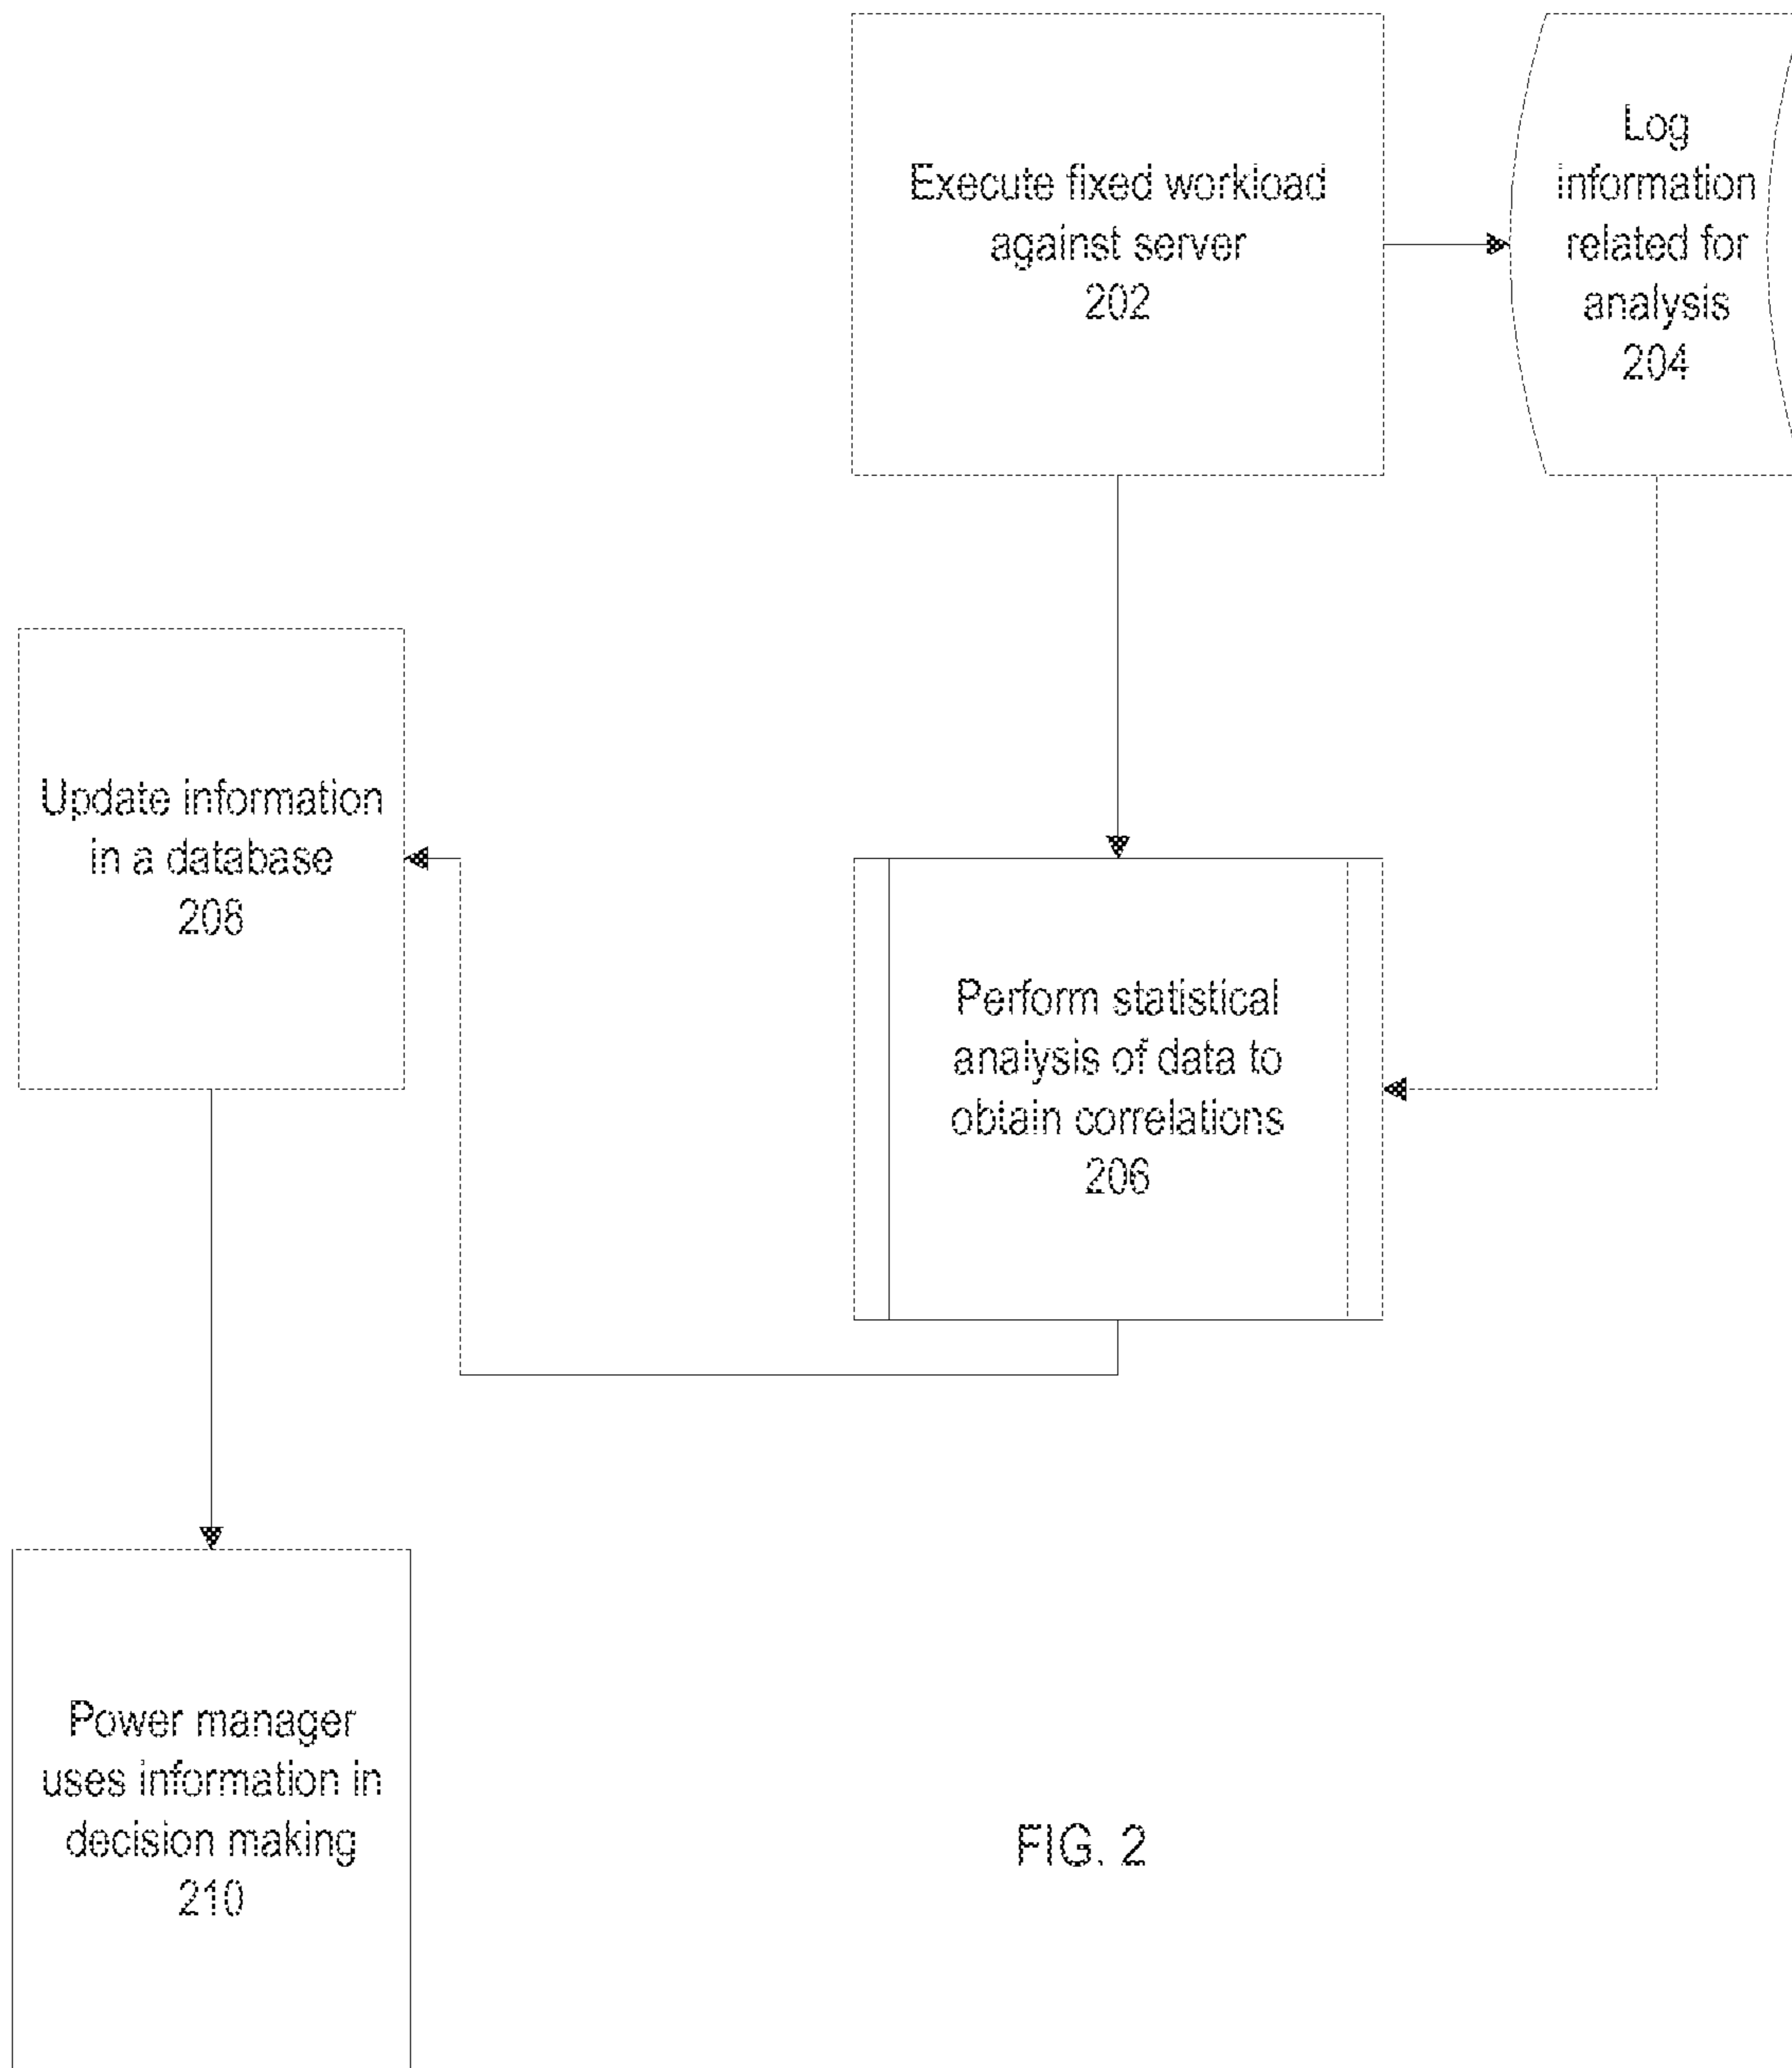 Execute fixed workload
against server
202
Log
information
related for
analysis
204
Update information
in a database
208
Perform statistical
analysis of data to
obtain correlations
206
Power manager
uses information in
decision making
210
FIG. 2